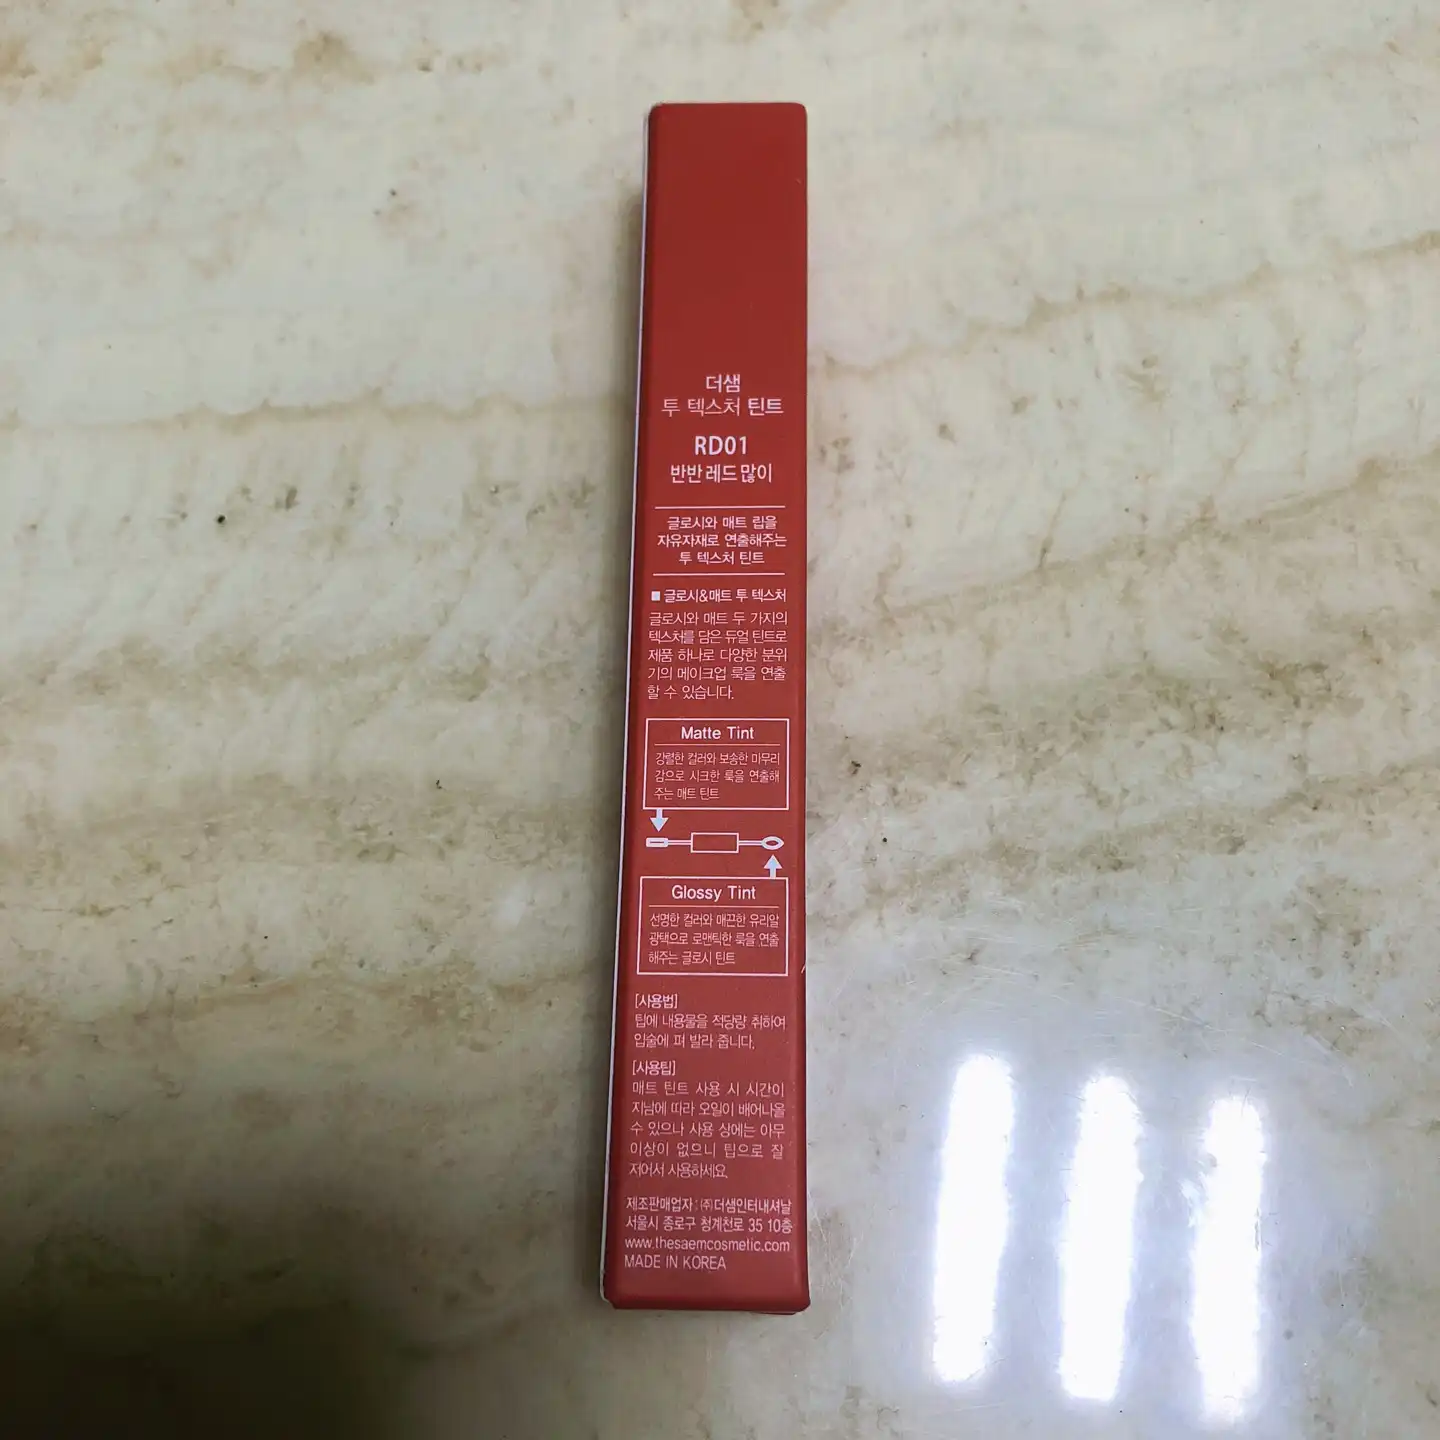 더샘
투 텍스처 틴트
RD01
반반 레드 많이
글로시와 매트 립을
자유자재로 연출해주는
투 텍스처 틴트
■ 글로시&매트 투 텍스처
글로시와 매트 두 가지의
텍스처를 담은 듀얼 틴트로
제품 하나로 다양한 분위
기의 메이크업 룩을 연출
할 수 있습니다.
Matte Tint
강렬한 컬러와 보송한 마무리
감으로 시크한 룩을 연출해
주는 매트 틴트
Glossy Tint
선명한 컬러와 매끈한 유리알
광택으로 로맨틱한 룩을 연출
해주는 글로시 틴트
[사용법]
팁에 내용물을 적당량 취하여
입술에 펴 발라 줍니다.
[사용팁]
매트 틴트 사용 시 시간이
지남에 따라 오일이 배어나올
수 있으나 사용 상에는 아무
이상이 없으니 팁으로 잘
저어서 사용하세요.
제조판매업자 : ㈜더샘인터내셔날
서울시 종로구 청계천로 35 10층
www.thesaemcosmetic.com
MADE IN KOREA